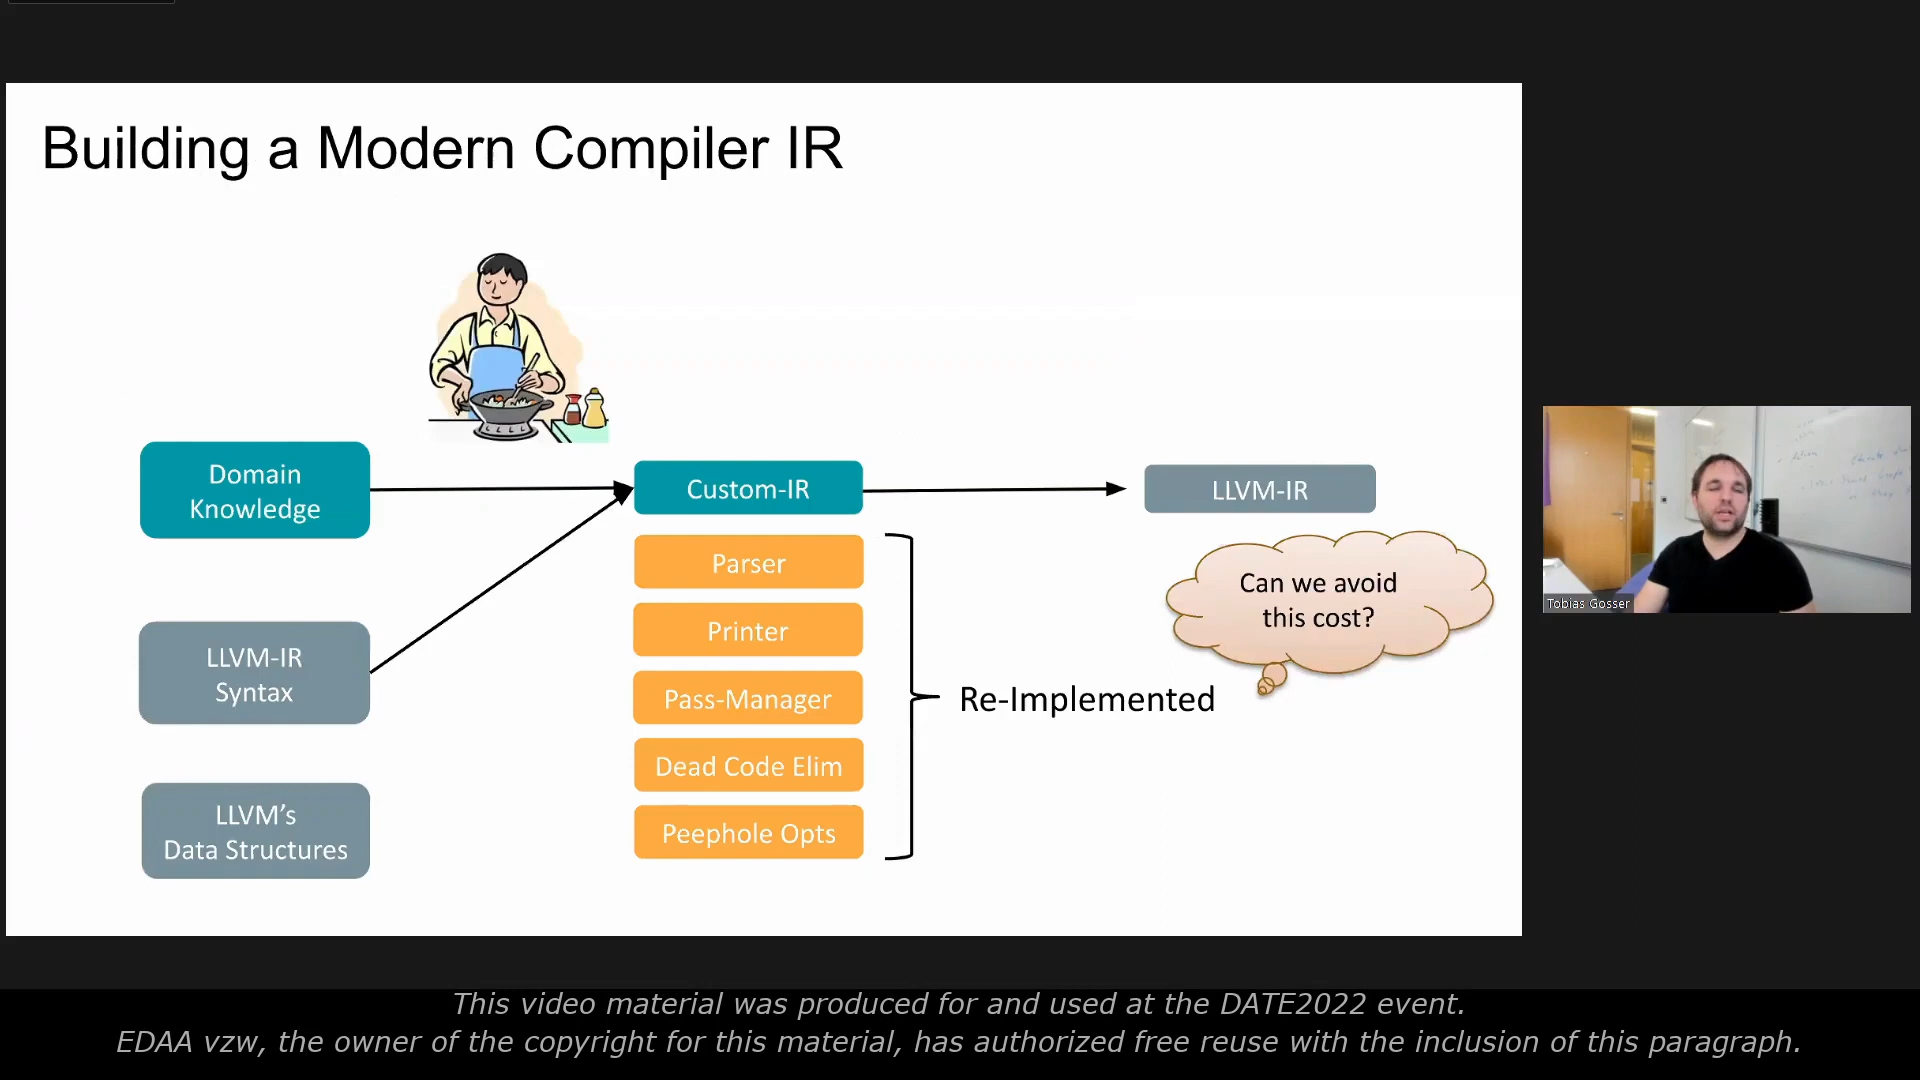 Building a Modern Compiler IR
Domain
Knowledge
LLVM-IR
Syntax
LLVM’s
Data Structures
Custom-IR
Parser
Printer
Pass-Manager
Dead Code Elim
Peephole Opts
Re-Implemented
LLVM-IR
Can we avoid
this cost?
Tobias Gosser
This video material was produced for and used at the DATE2022 event.
EDAA vzw, the owner of the copyright for this material, has authorized free reuse with the inclusion of this paragraph.